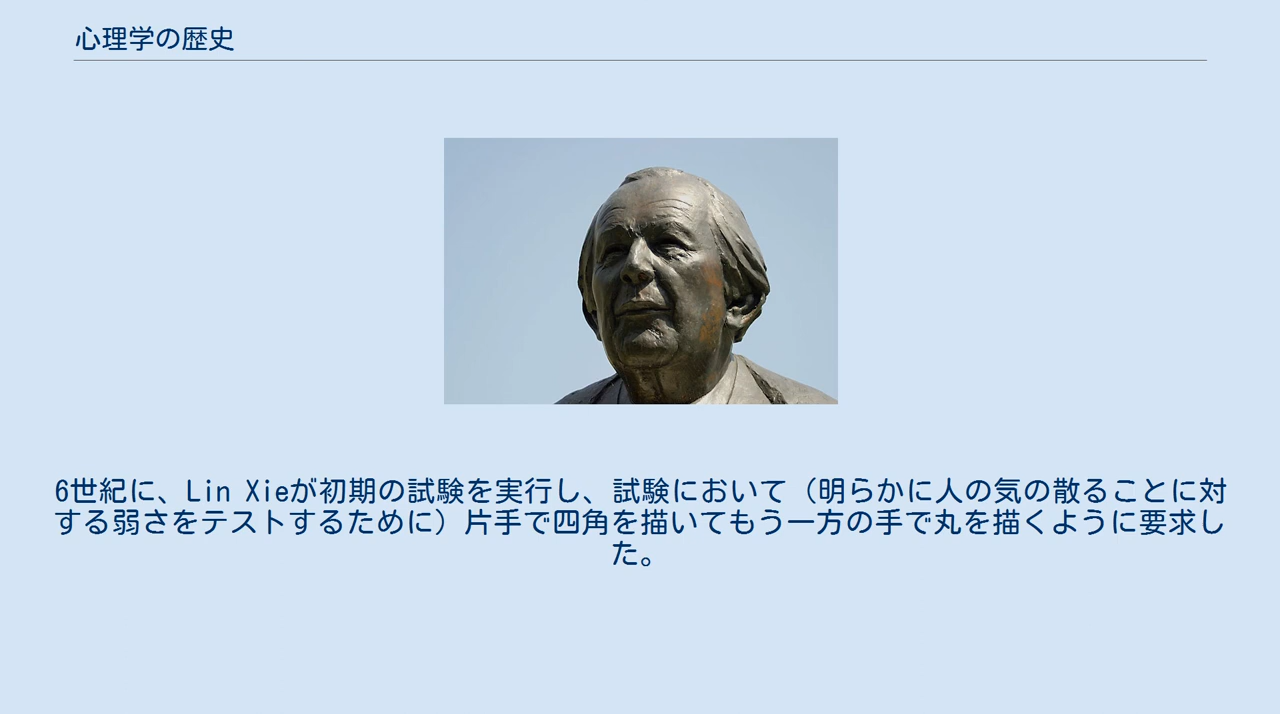 心理学の歴史
6世紀に、Lin Xieが初期の試験を実行し、試験において（明らかに人の気の散ることに対
する弱さをテストするために）片手で四角を描いてもう一方の手で丸を描くように要求し
た。